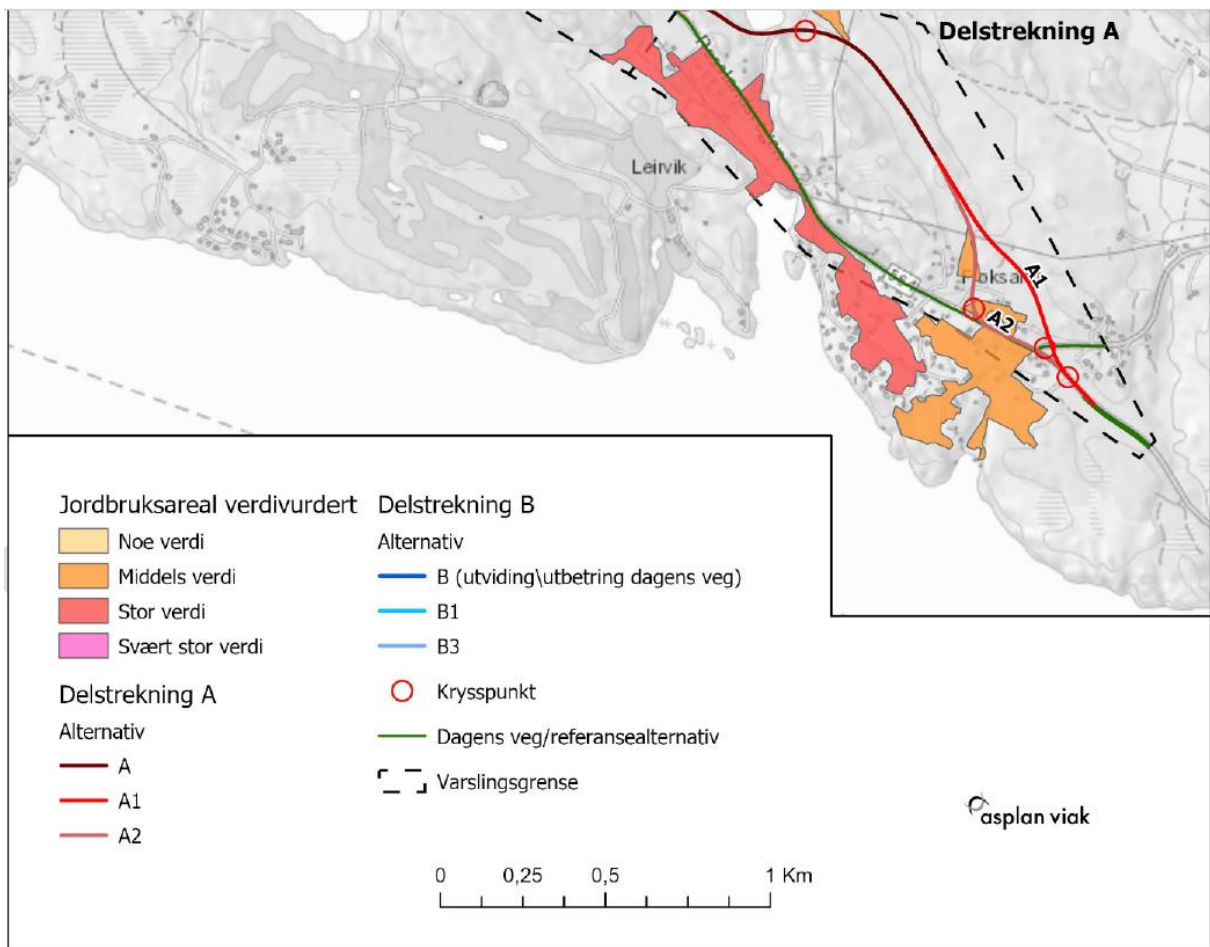 Delstrekning A
Leirvik
A1
A2
Jordbruksareal verdivurdert
Noe verdi
Middels verdi
Stor verdi
Svært stor verdi
Delstrekning A
Alternativ
A
A1
A2
Delstrekning B
Alternativ
B (utviding\utbetring dagens veg)
B1
B3
Krysspunkt
Dagens veg/referansealternativ
Varslingsgrense
asplan viak
0 0,25 0,5 1 Km